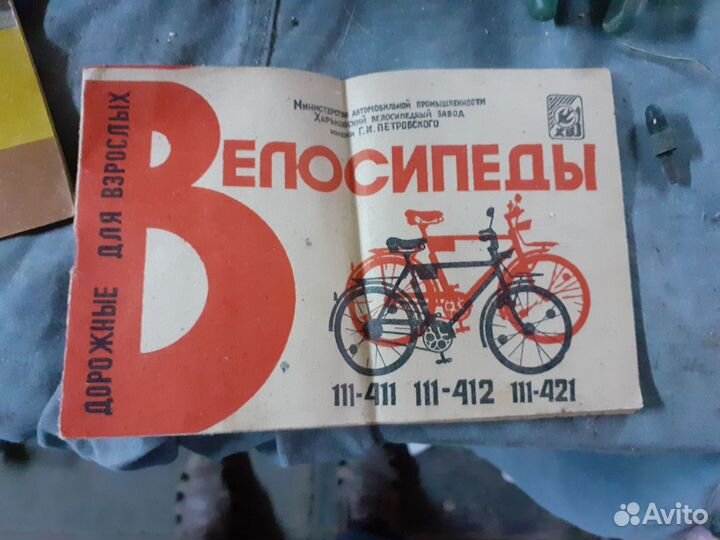 Министерство автомобильной промышленности
Харьковский велосипедный завод
имени Г.И. Петровского
ХВЗ
Велосипеды
ДОРОЖНЫЕ ДЛЯ ВЗРОСЛЫХ
111-411 111-412 111-421
Avito